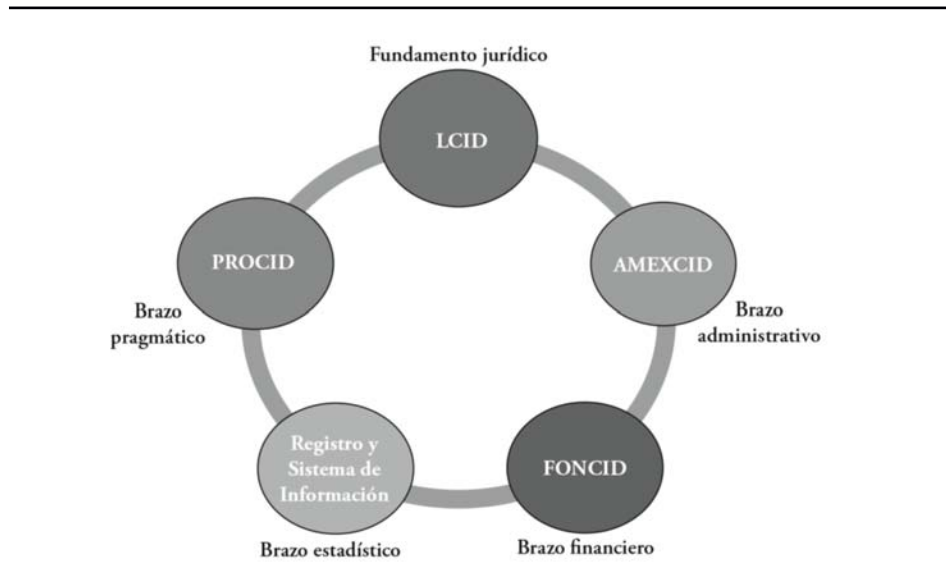 Fundamento jurídico
LCID
PROCID
AMEXCID
Brazo
pragmático
Brazo
administrativo
Registro y
Sistema de
Información
FONCID
Brazo estadístico
Brazo financiero